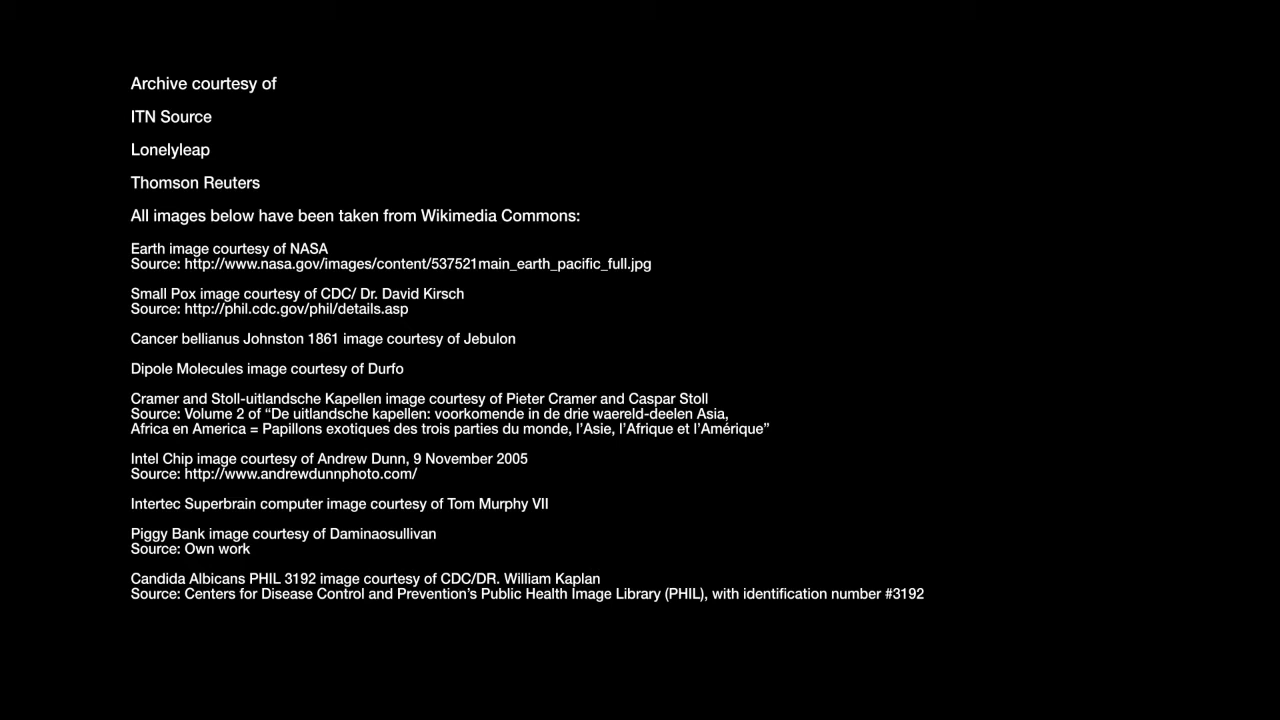 Archive courtesy of
ITN Source
Lonelyleap
Thomson Reuters
All images below have been taken from Wikimedia Commons:
Earth image courtesy of NASA
Source: http://www.nasa.gov/images/content/537521main_earth_pacific_full.jpg
Small Pox image courtesy of CDC/ Dr. David Kirsch
Source: http://phil.cdc.gov/phil/details.asp
Cancer bellianus Johnston 1861 image courtesy of Jebulon
Dipole Molecules image courtesy of Durfo
Cramer and Stoll-uitlandsche Kapellen image courtesy of Pieter Cramer and Caspar Stoll
Source: Volume 2 of “De uitlandsche kapellen: voorkomende in de drie waereld-deelen Asia,
Africa en America = Papillons exotiques des trois parties du monde, l’Asie, l’Afrique et l’Amérique”
Intel Chip image courtesy of Andrew Dunn, 9 November 2005
Source: http://www.andrewdunnphoto.com/
Intertec Superbrain computer image courtesy of Tom Murphy VII
Piggy Bank image courtesy of Daminaosullivan
Source: Own work
Candida Albicans PHIL 3192 image courtesy of CDC/DR. William Kaplan
Source: Centers for Disease Control and Prevention’s Public Health Image Library (PHIL), with identification number #3192